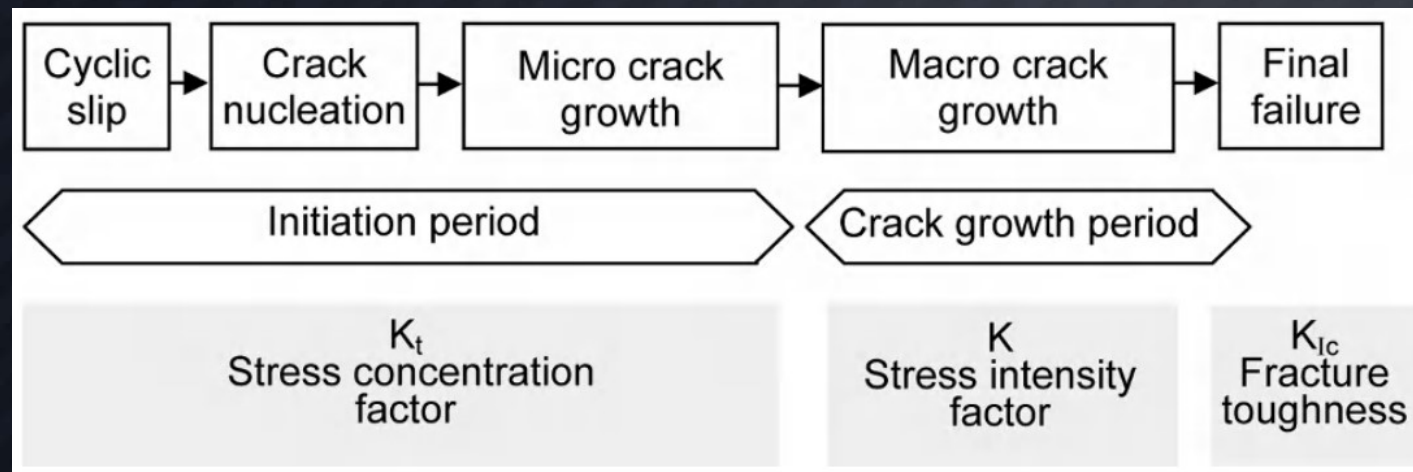 Cyclic
slip
Crack
nucleation
Micro crack
growth
Macro crack
growth
Final
failure
Initiation period
Crack growth period
Kt
Stress concentration
factor
K
Stress intensity
factor
KIc
Fracture
toughness